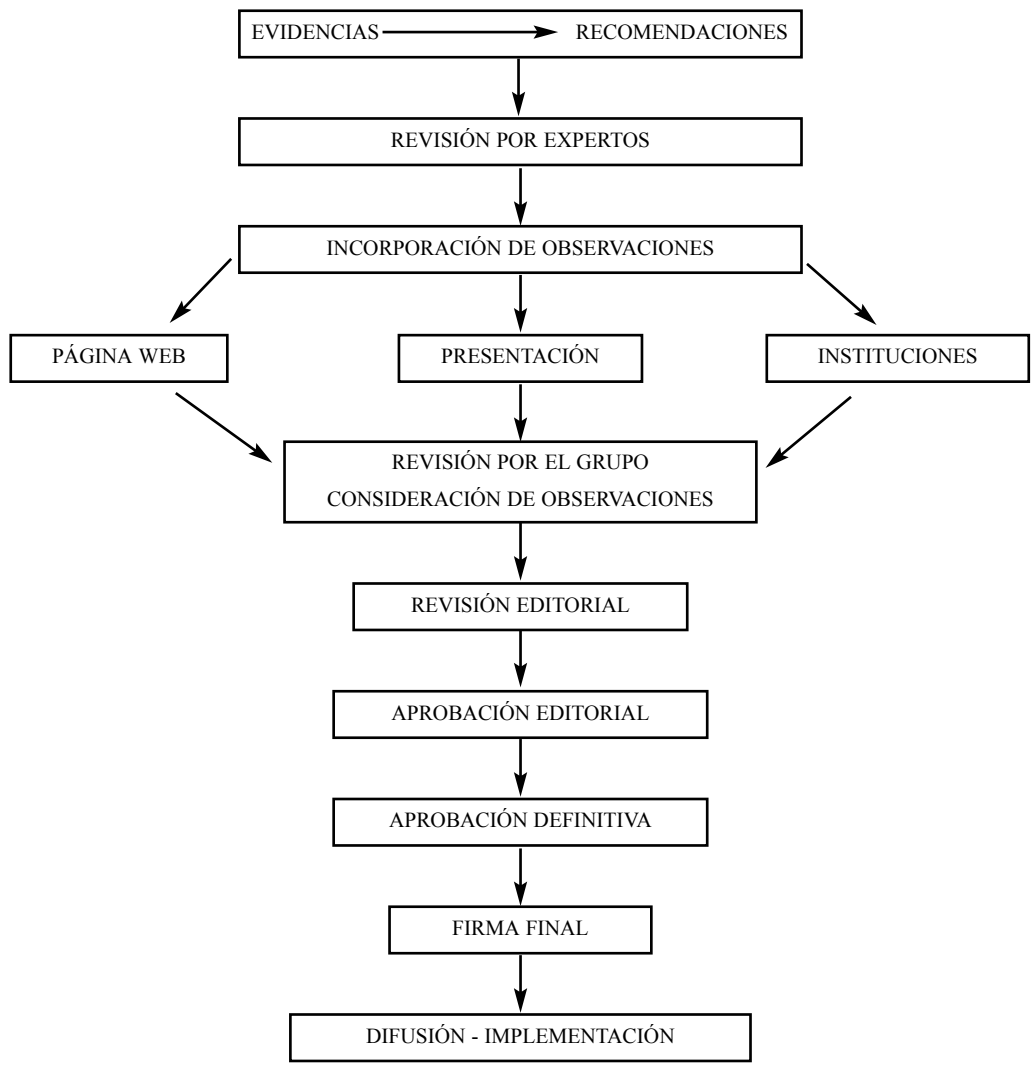 EVIDENCIAS RECOMENDACIONES
REVISIÓN POR EXPERTOS
INCORPORACIÓN DE OBSERVACIONES
PÁGINA WEB PRESENTACIÓN INSTITUCIONES
REVISIÓN POR EL GRUPO
CONSIDERACIÓN DE OBSERVACIONES
REVISIÓN EDITORIAL
APROBACIÓN EDITORIAL
APROBACIÓN DEFINITIVA
FIRMA FINAL
DIFUSIÓN - IMPLEMENTACIÓN